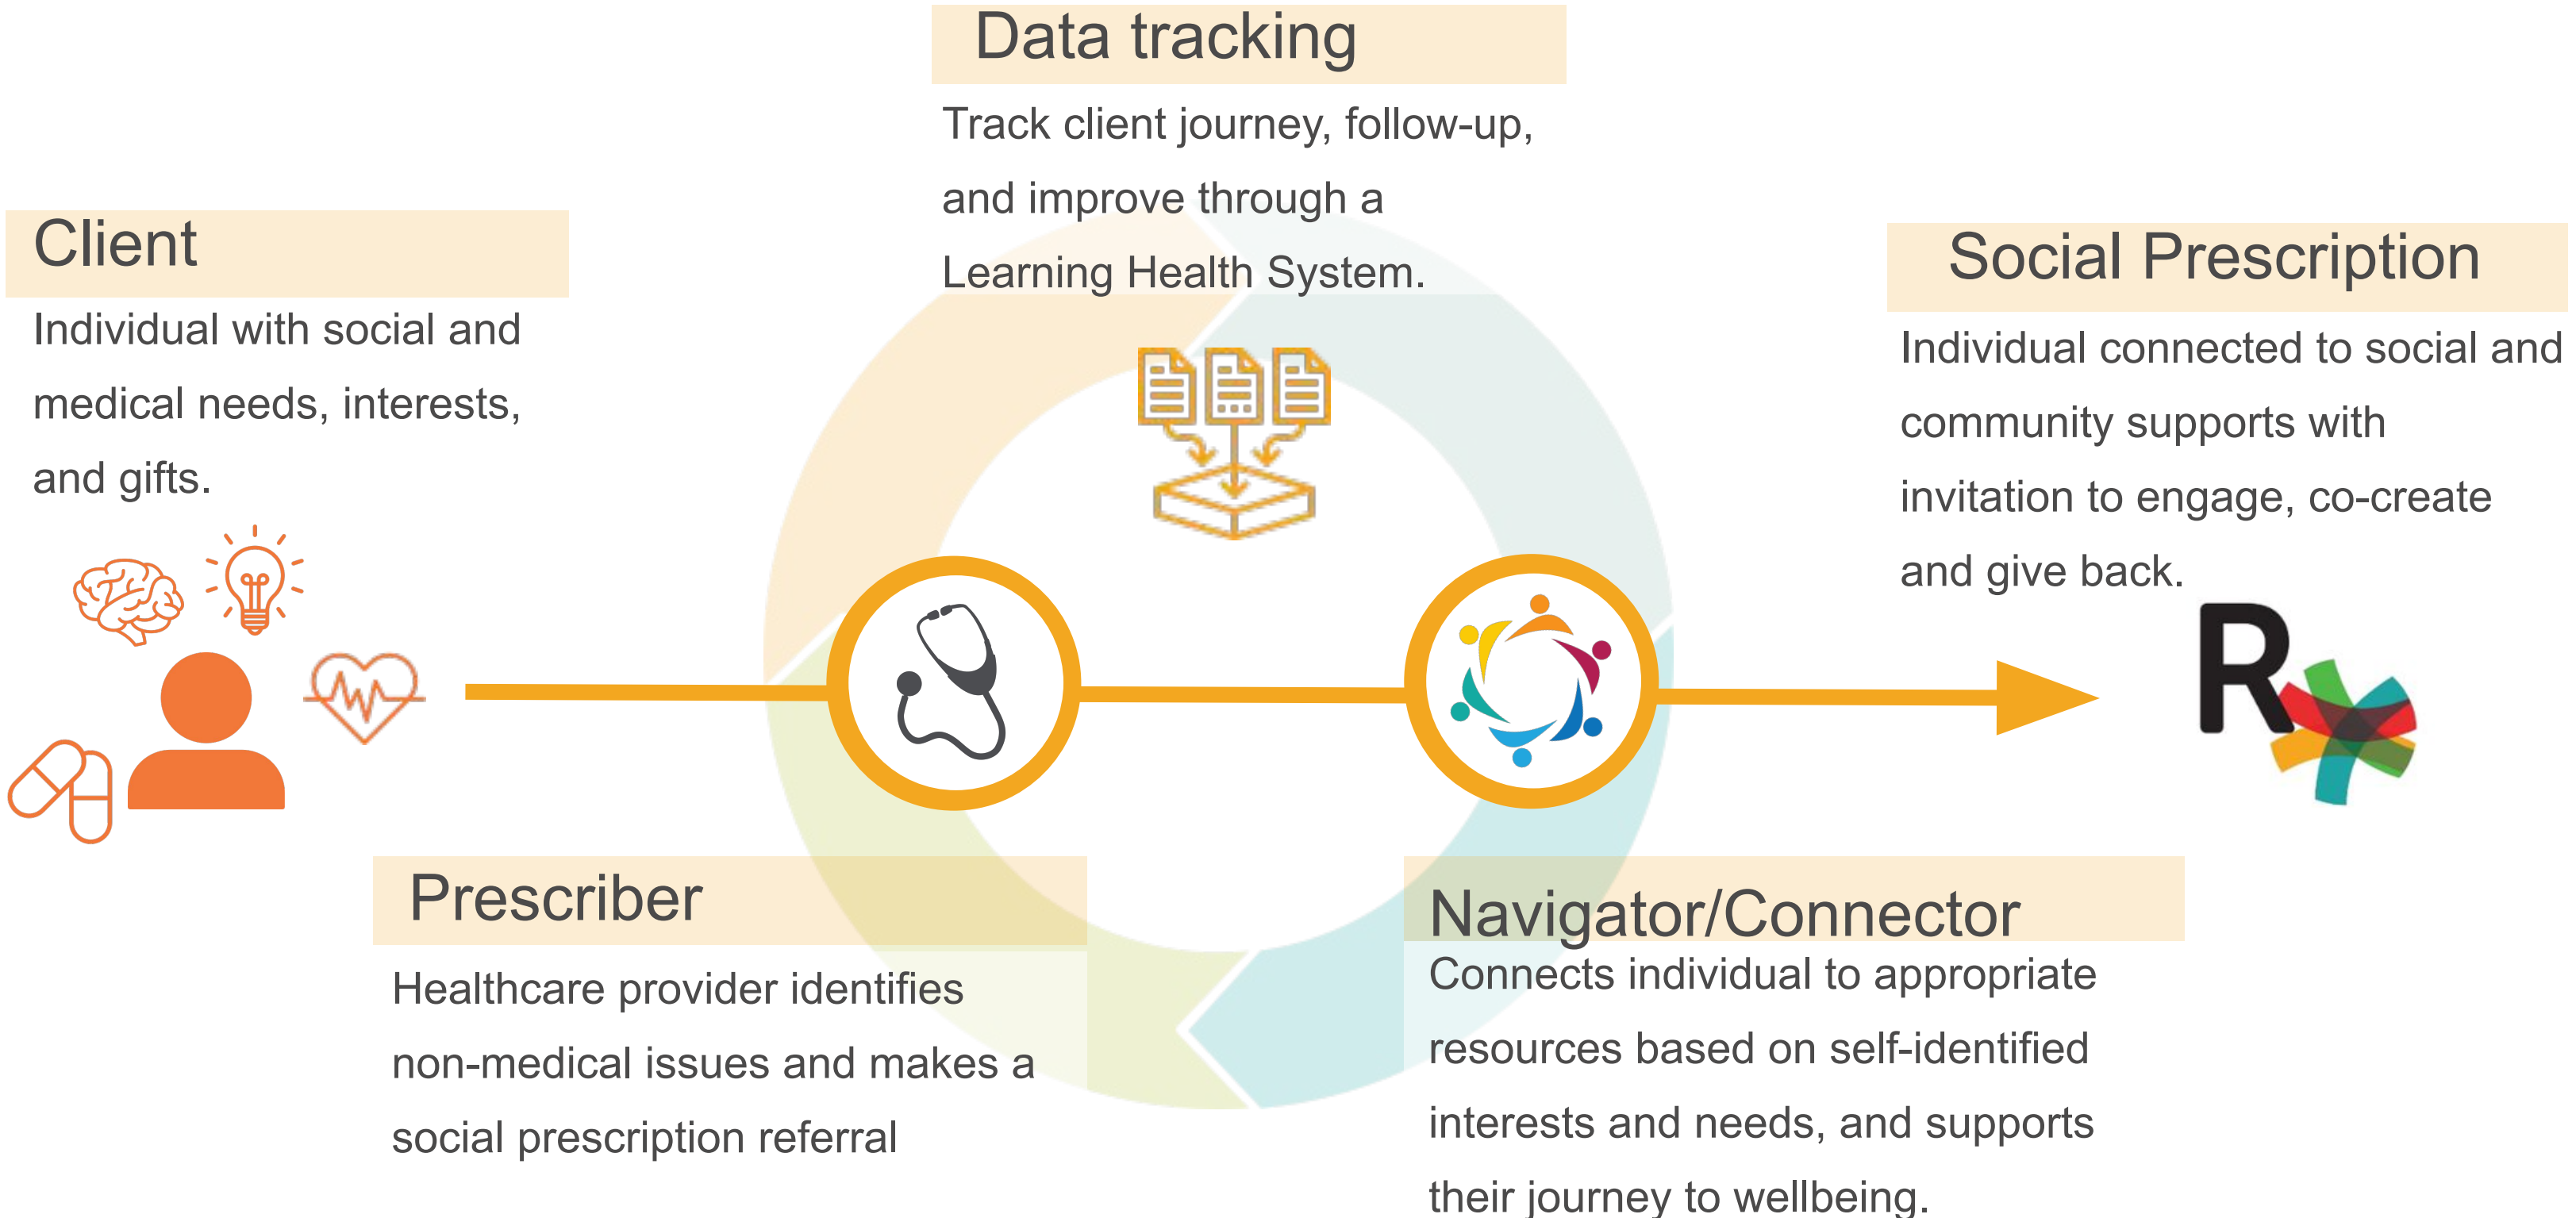 Data tracking
Track client journey, follow-up,
and improve through a
Learning Health System.
Client
Individual with social and
medical needs, interests,
and gifts.
Social Prescription
Individual connected to social and
community supports with
invitation to engage, co-create
and give back.
R
Prescriber
Healthcare provider identifies
non-medical issues and makes a
social prescription referral
Navigator/Connector
Connects individual to appropriate
resources based on self-identified
interests and needs, and supports
their journey to wellbeing.